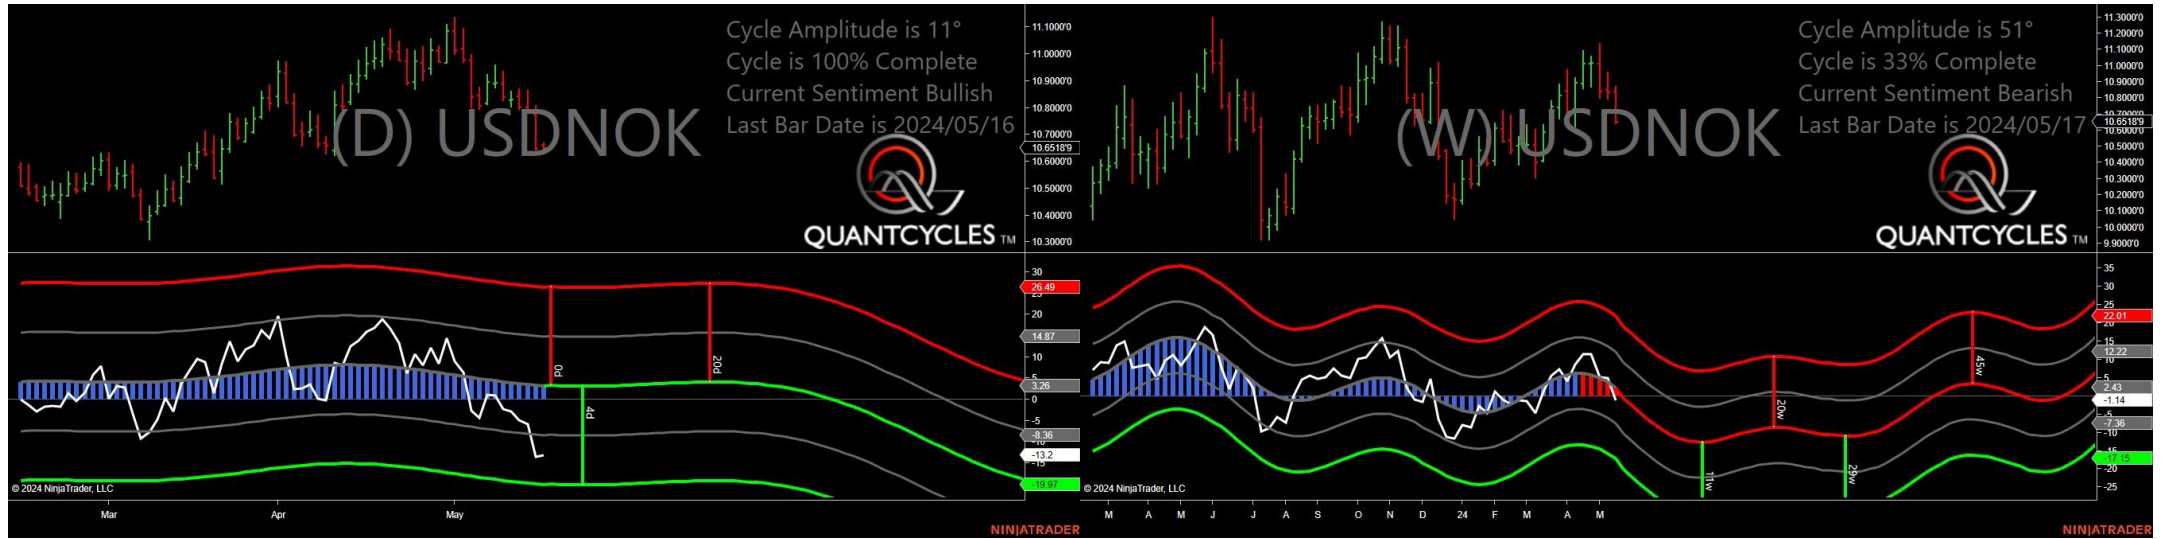 Cycle Amplitude is 11°
Cycle is 100% Complete
Current Sentiment Bullish
Last Bar Date is 2024/05/16
(D) USDNOK
QUANTCYCLES TM
11.1000'0
11.0000'0
10.9000'0
10.8000'0
10.7000'0
10.6518'9
10.6000'0
10.5000'0
10.4000'0
10.3000'0
30
26.49
25
20
14.87
10
5
3.26
0
-5
-8.36
-13.2
-15
-19.97
0d
20d
4d
© 2024 NinjaTrader, LLC
Mar Apr May
NINJATRADER
Cycle Amplitude is 51°
Cycle is 33% Complete
Current Sentiment Bearish
Last Bar Date is 2024/05/17
(W) USDNOK
QUANTCYCLES TM
11.3000'0
11.2000'0
11.1000'0
11.0000'0
10.9000'0
10.8000'0
10.7000'0
10.6518'9
10.6000'0
10.5000'0
10.4000'0
10.3000'0
10.2000'0
10.1000'0
10.0000'0
9.9000'0
35
30
25
22.01
20
15
12.22
10
5
2.43
-1.14
-5
-7.36
-10
-17.15
-20
-25
45w
20w
29w
11w
© 2024 NinjaTrader, LLC
M A M J J A S O N D 24 F M A M
NINJATRADER